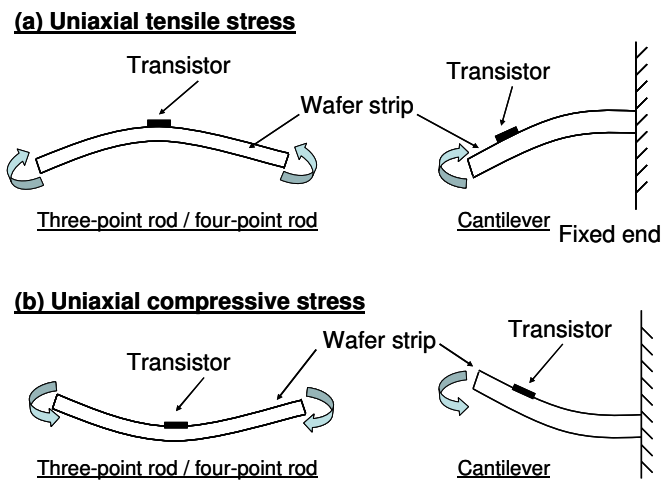 (a) Uniaxial tensile stress
Transistor
Transistor
Wafer strip
Three-point rod / four-point rod
Cantilever
Fixed end
(b) Uniaxial compressive stress
Wafer strip
Transistor
Transistor
Three-point rod / four-point rod
Cantilever